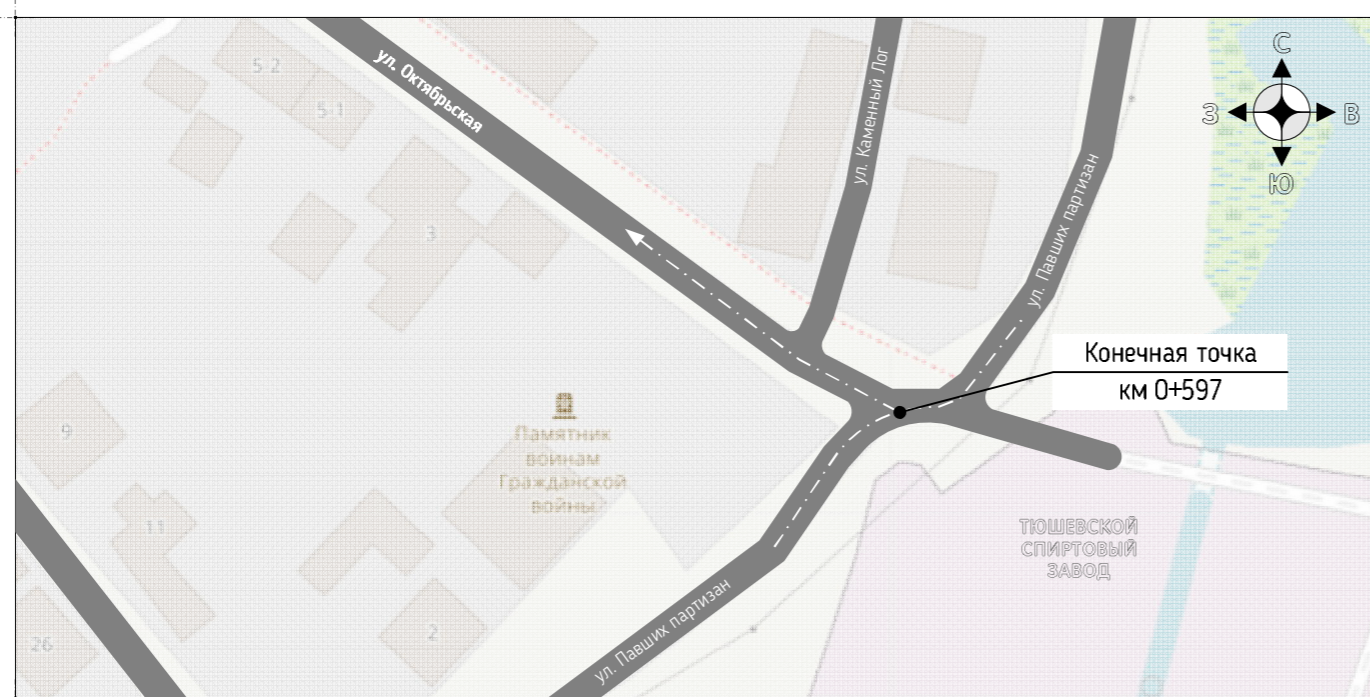 5-2
5-1
ул. Октябрьская
ул. Каменный Лог
ул. Павших партизан
С
З
В
Ю
3
Конечная точка
км 0+597
9
Памятник
воинам
Гражданской
войны
11
ТЮШЕВСКОЙ
СПИРТОВЫЙ
ЗАВОД
26
2
ул. Павших партизан